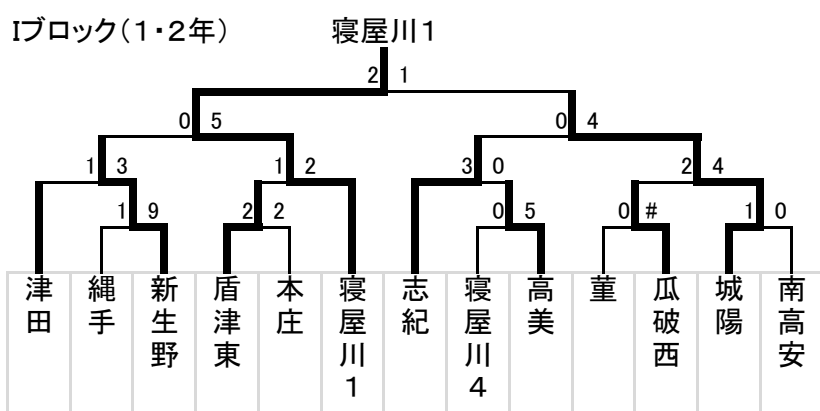 Iブロック(1・2年)
寝屋川1
2 1
0 5
0 4
1 3
1 2
3 0
2 4
1 9
2 2
0 5
0 #
1 0
津田
縄手
新生野
盾津東
本庄
寝屋川1
志紀
寝屋川4
高美
菫
瓜破西
城陽
南高安